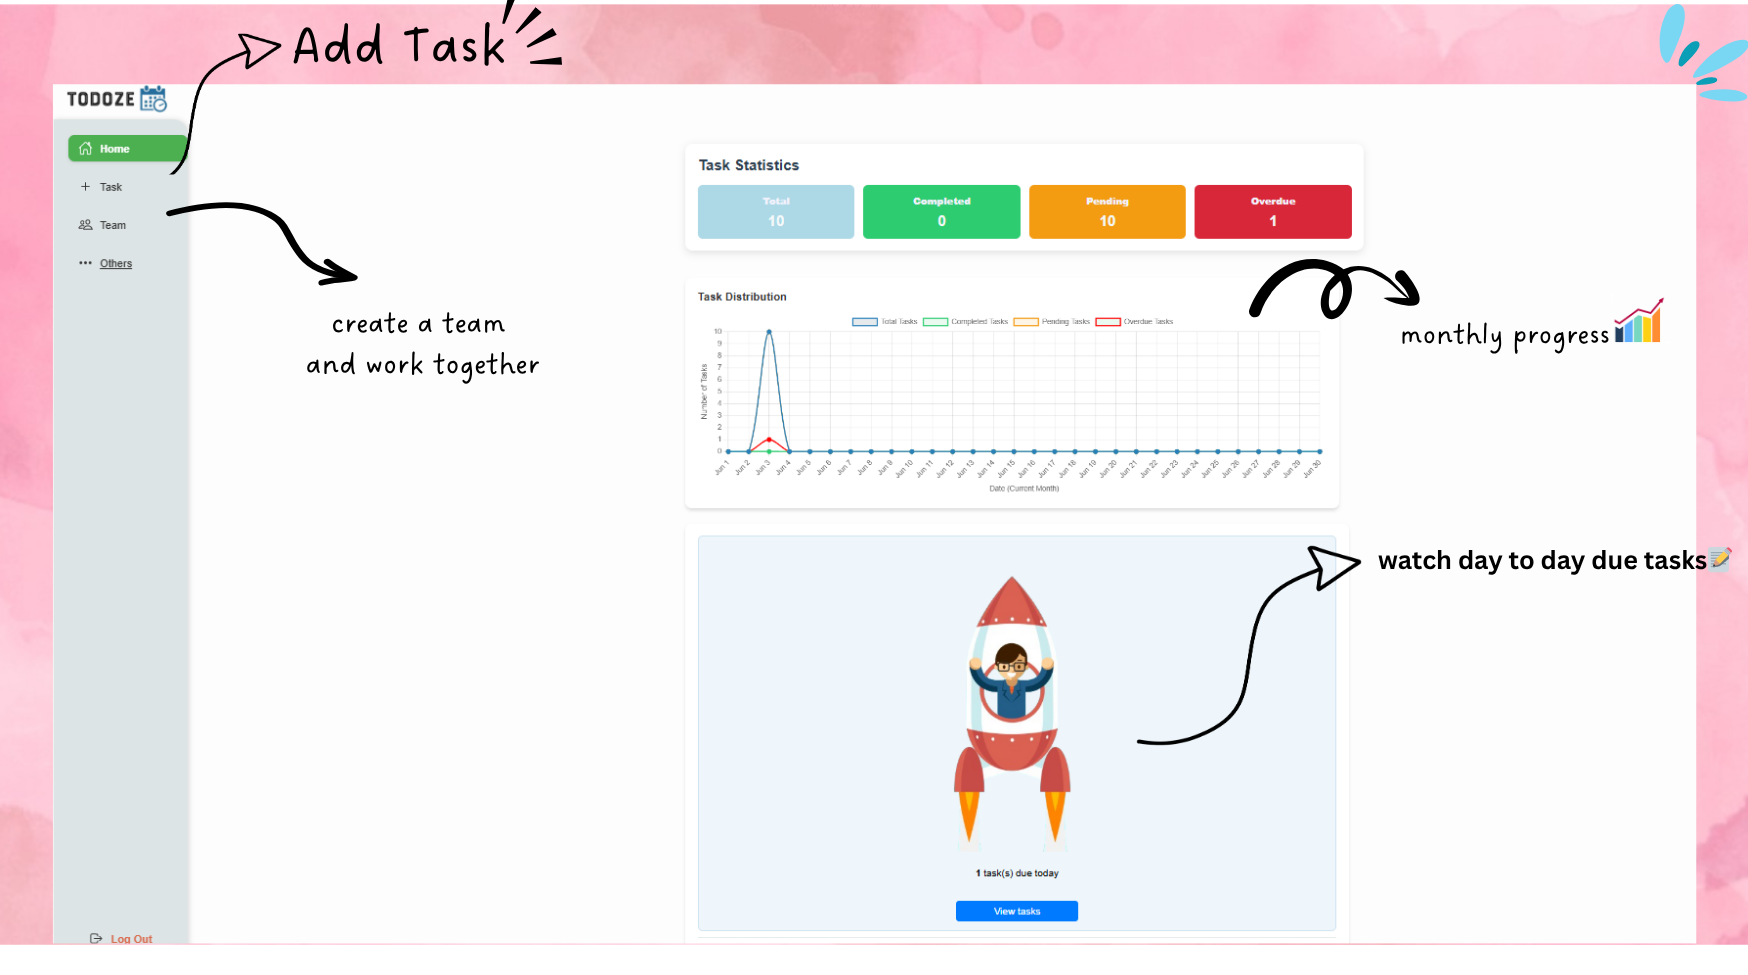 Add Task
TODOZE
Home
+ Task
Team
Others
create a team
and work together
Task Statistics
Total
10
Completed
0
Pending
10
Overdue
1
monthly progress
Task Distribution
Total Tasks Completed Tasks Pending Tasks Overdue Tasks
Number of Tasks
10
9
8
7
6
5
4
3
2
1
0
Jun 1 Jun 2 Jun 3 Jun 4 Jun 5 Jun 6 Jun 7 Jun 8 Jun 9 Jun 10 Jun 11 Jun 12 Jun 13 Jun 14 Jun 15 Jun 16 Jun 17 Jun 18 Jun 19 Jun 20 Jun 21 Jun 22 Jun 23 Jun 24 Jun 25 Jun 26 Jun 27 Jun 28 Jun 29 Jun 30
Date (Current Month)
watch day to day due tasks
1 task(s) due today
View tasks
Log Out